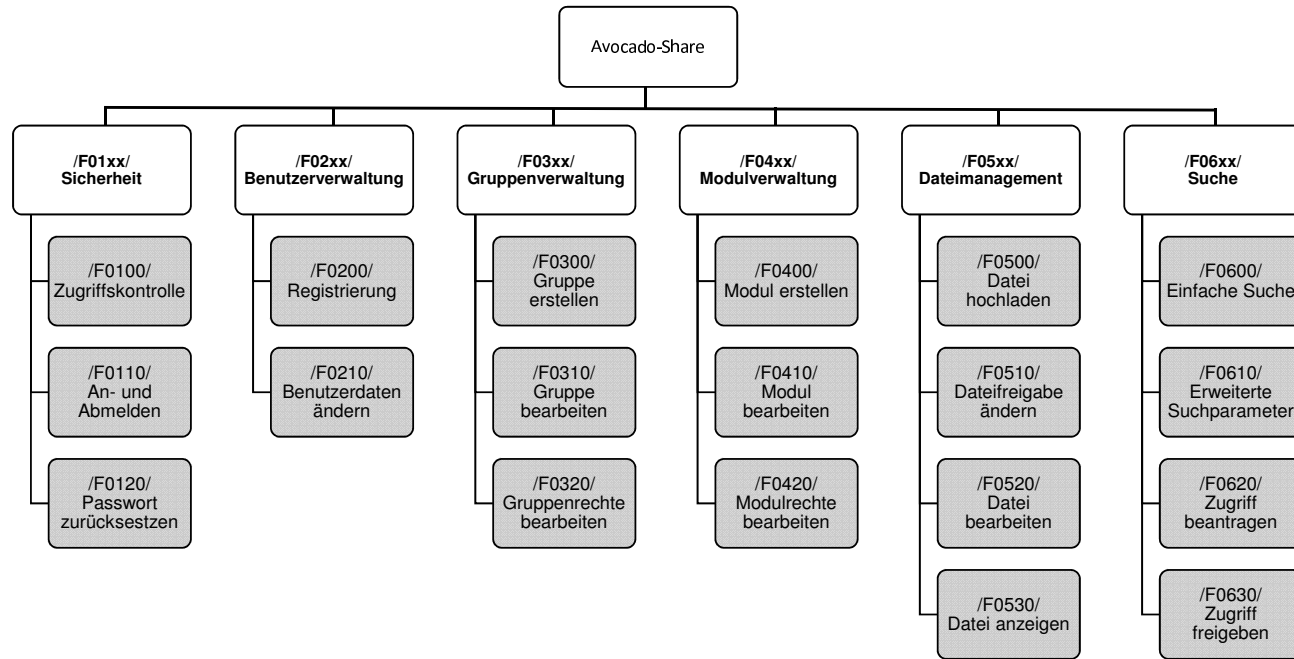 Avocado-Share
/F01xx/
Sicherheit
/F0100/
Zugriffskontrolle
/F0110/
An- und
Abmelden
/F0120/
Passwort
zurücksestzen
/F02xx/
Benutzerverwaltung
/F0200/
Registrierung
/F0210/
Benutzerdaten
ändern
/F03xx/
Gruppenverwaltung
/F0300/
Gruppe
erstellen
/F0310/
Gruppe
bearbeiten
/F0320/
Gruppenrechte
bearbeiten
/F04xx/
Modulverwaltung
/F0400/
Modul erstellen
/F0410/
Modul
bearbeiten
/F0420/
Modulrechte
bearbeiten
/F05xx/
Dateimanagement
/F0500/
Datei
hochladen
/F0510/
Dateifreigabe
ändern
/F0520/
Datei
bearbeiten
/F0530/
Datei anzeigen
/F06xx/
Suche
/F0600/
Einfache Suche
/F0610/
Erweiterte
Suchparameter
/F0620/
Zugriff
beantragen
/F0630/
Zugriff
freigeben